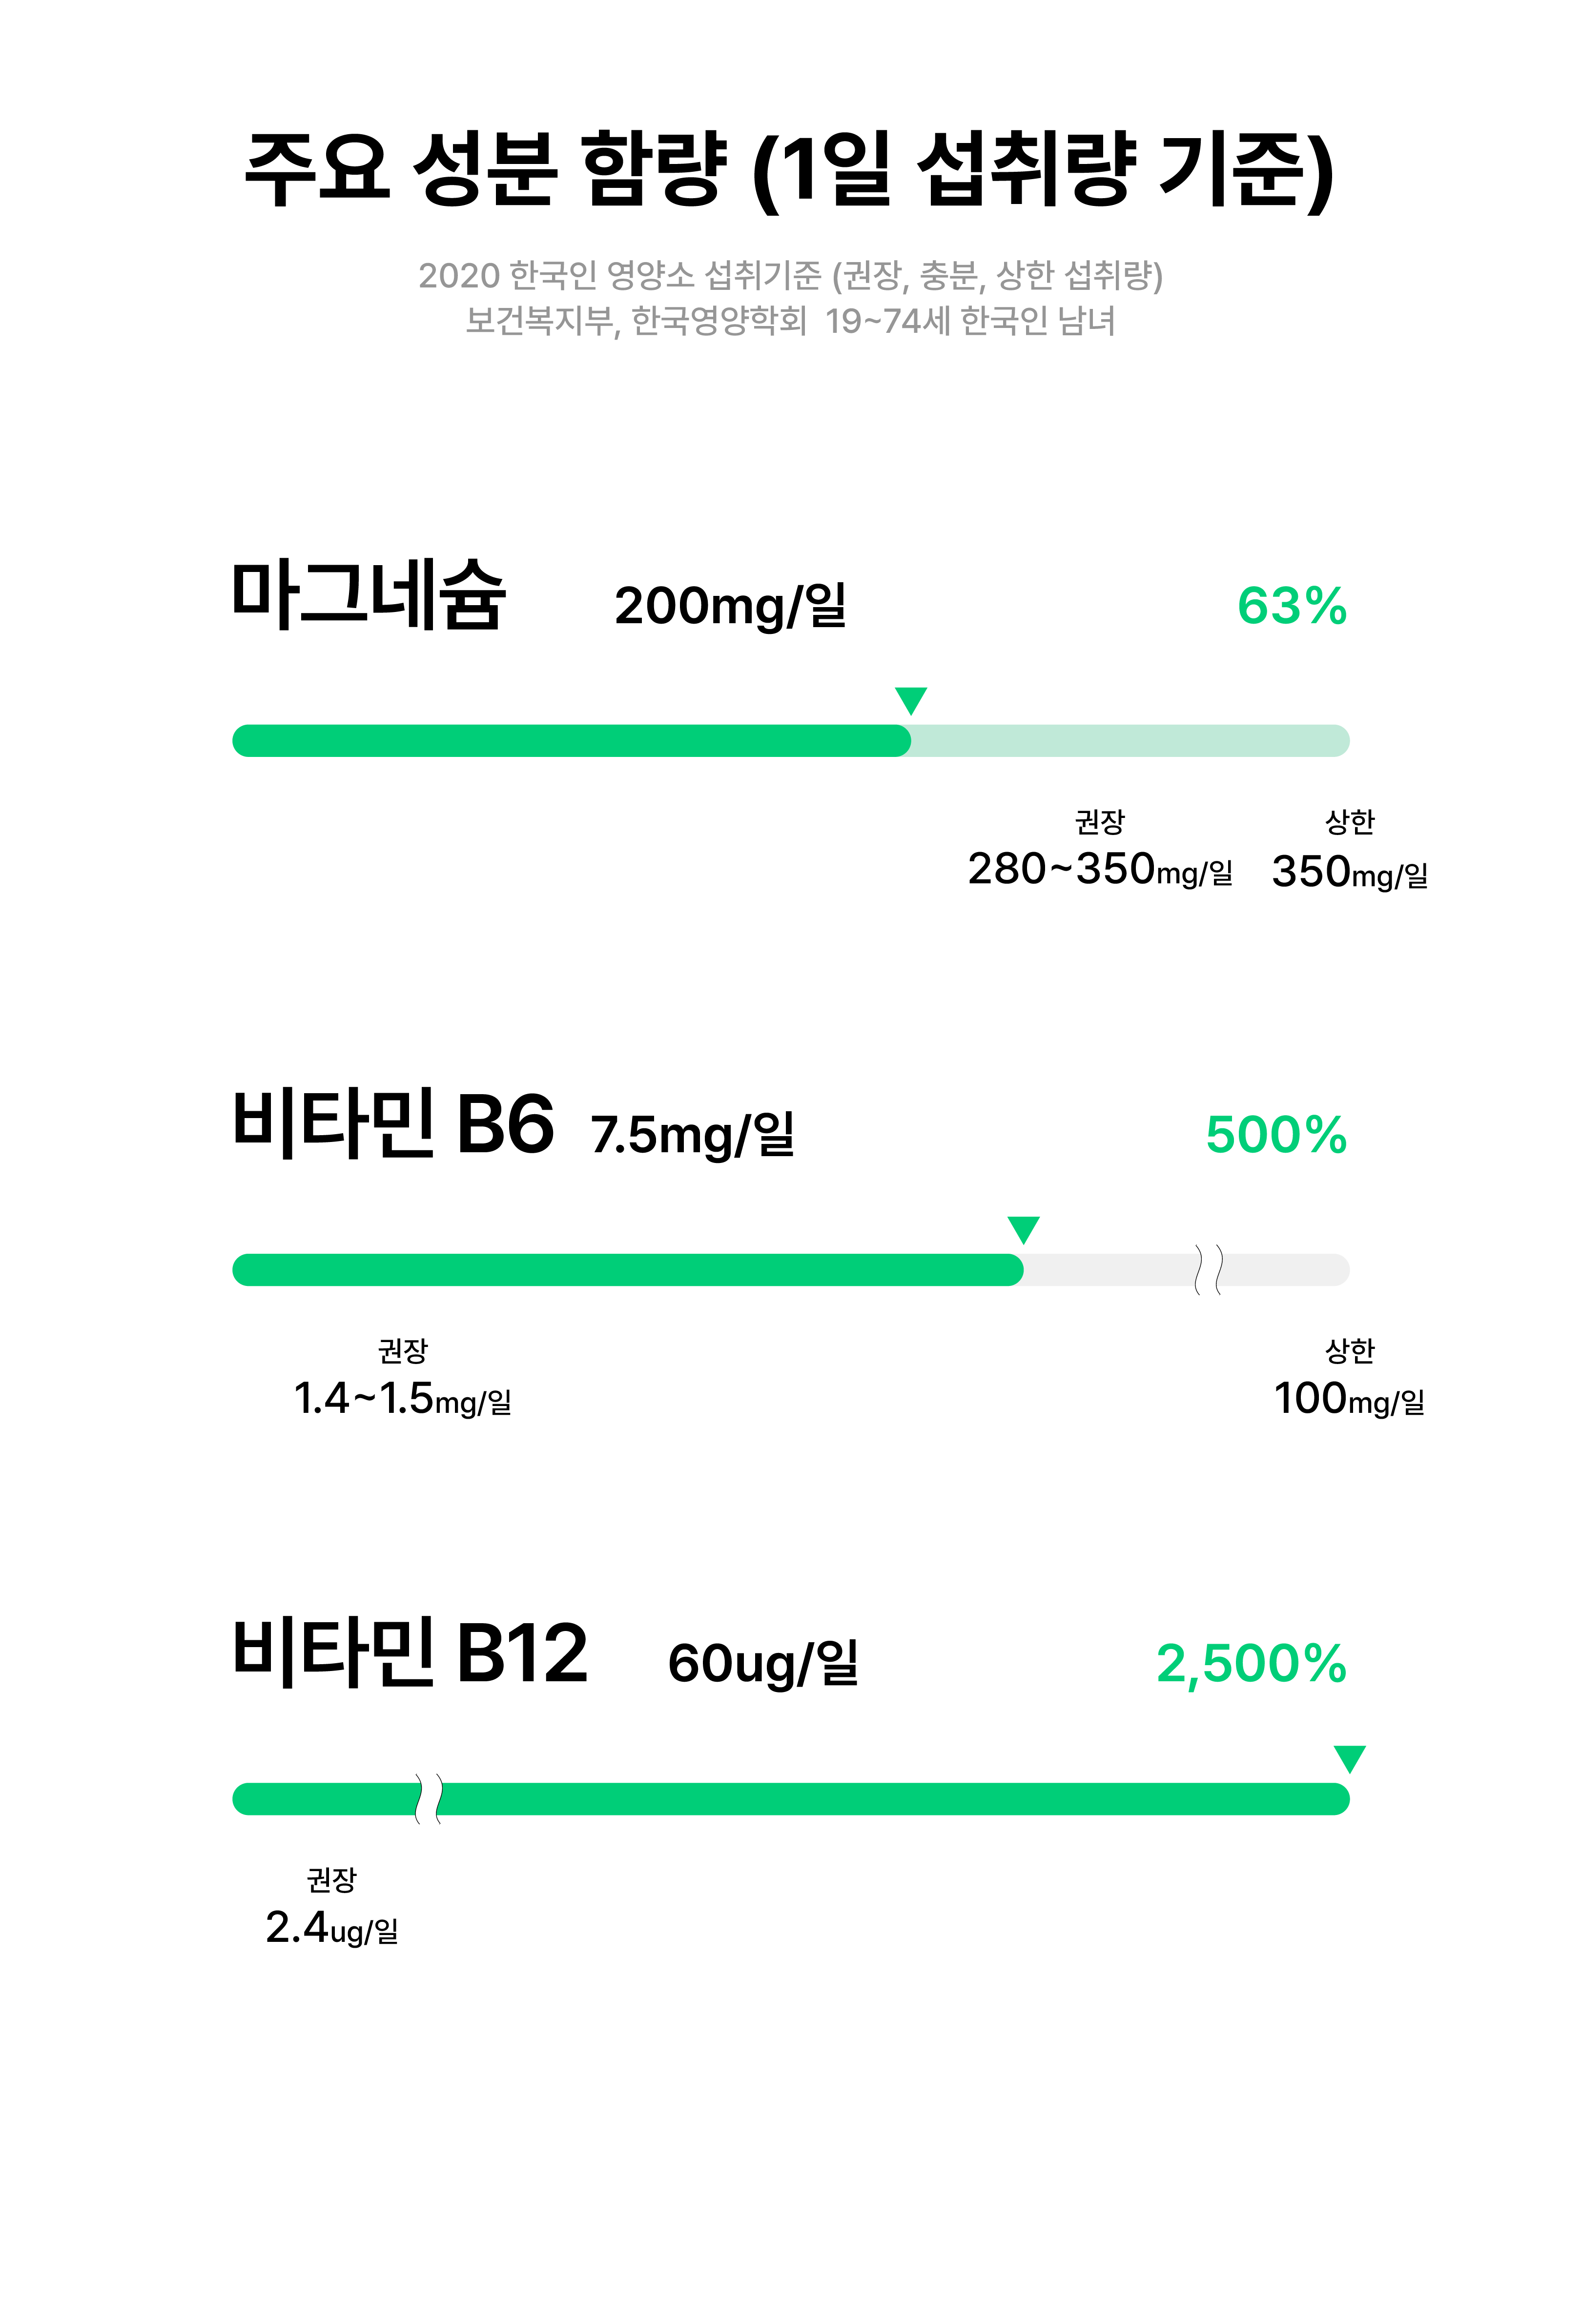 주요 성분 함량 (1일 섭취량 기준)
2020 한국인 영양소 섭취기준 (권장, 충분, 상한 섭취량)
보건복지부, 한국영양학회 19~74세 한국인 남녀
마그네슘 200mg/일 63%
권장 상한
280~350mg/일 350mg/일
비타민 B6 7.5mg/일 500%
권장 상한
1.4~1.5mg/일 100mg/일
비타민 B12 60ug/일 2,500%
권장
2.4ug/일